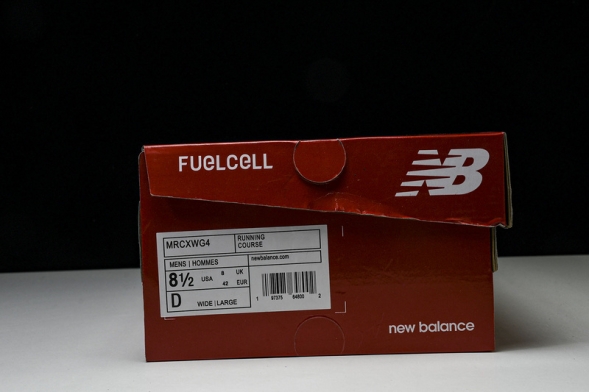 FUELCELL
NB
MRCXWG4
RUNNING
COURSE
MENS | HOMMES
newbalance.com
8½ USA 8 UK
42 EUR
D WIDE | LARGE
new balance